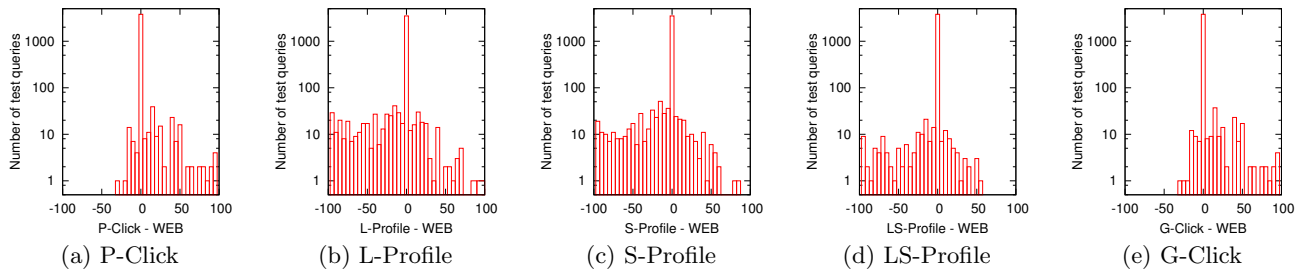 Number of test queries
1000
100
10
1
-100 -50 0 50 100
P-Click - WEB
(a) P-Click
Number of test queries
1000
100
10
1
-100 -50 0 50 100
L-Profile - WEB
(b) L-Profile
Number of test queries
1000
100
10
1
-100 -50 0 50 100
S-Profile - WEB
(c) S-Profile
Number of test queries
1000
100
10
1
-100 -50 0 50 100
LS-Profile - WEB
(d) LS-Profile
Number of test queries
1000
100
10
1
-100 -50 0 50 100
G-Click - WEB
(e) G-Click